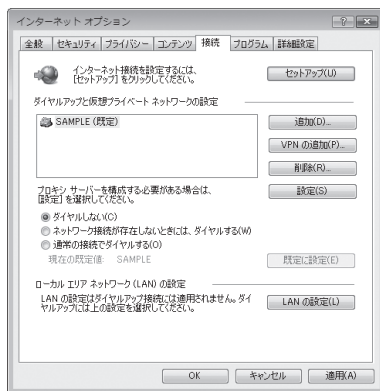 インターネット オプション
全般 セキュリティ プライバシー コンテンツ 接続 プログラム 詳細設定
インターネット接続を設定するには、
[セットアップ] をクリックしてください。
セットアップ(U)
ダイヤルアップと仮想プライベート ネットワークの設定
SAMPLE (既定)
追加(D)...
VPN の追加(P)...
削除(R)...
プロキシ サーバーを構成する必要がある場合は、
[設定] を選択してください。
設定(S)
ダイヤルしない(C)
ネットワーク接続が存在しないときには、ダイヤルする(W)
通常の接続でダイヤルする(O)
現在の既定値: SAMPLE
既定に設定(E)
ローカル エリア ネットワーク (LAN) の設定
LAN の設定はダイヤルアップ接続には適用されません。ダイ
ヤルアップには上の設定を選択してください。
LAN の設定(L)
OK キャンセル 適用(A)